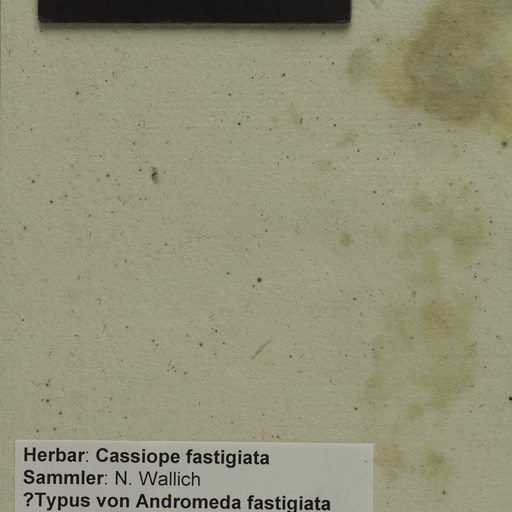 Herbar: Cassiope fastigiata
Sammler: N. Wallich
?Typus von Andromeda fastigiata